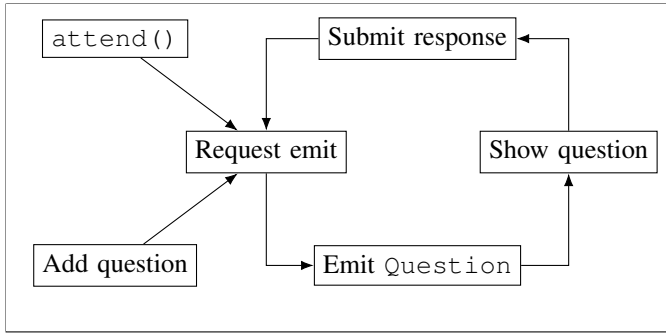 attend()
Submit response
Request emit
Show question
Add question
Emit Question